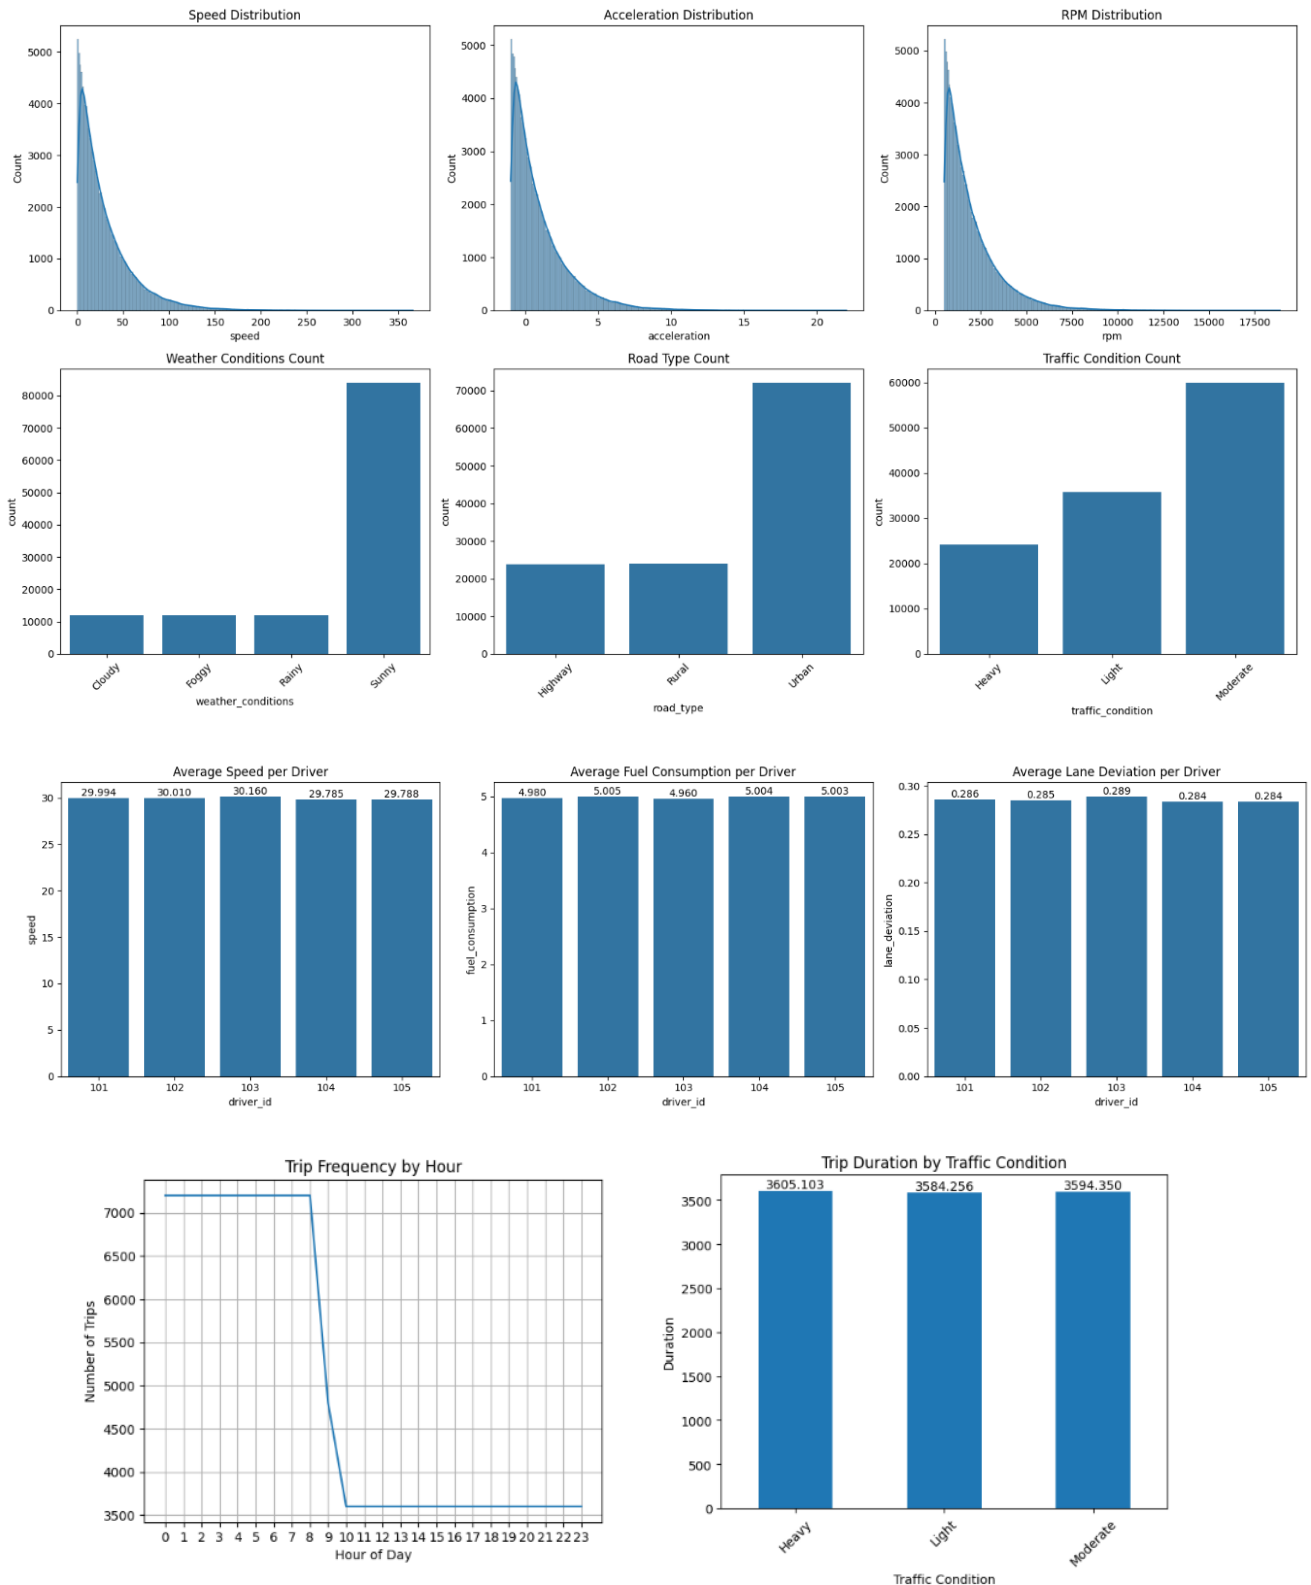 Speed Distribution
Count
5000
4000
3000
2000
1000
0
0 50 100 150 200 250 300 350
speed
Acceleration Distribution
Count
5000
4000
3000
2000
1000
0
0 5 10 15 20
acceleration
RPM Distribution
Count
5000
4000
3000
2000
1000
0
0 2500 5000 7500 10000 12500 15000 17500
rpm
Weather Conditions Count
count
80000
70000
60000
50000
40000
30000
20000
10000
0
Cloudy Foggy Rainy Sunny
weather_conditions
Road Type Count
count
70000
60000
50000
40000
30000
20000
10000
0
Highway Rural Urban
road_type
Traffic Condition Count
count
60000
50000
40000
30000
20000
10000
0
Heavy Light Moderate
traffic_condition
Average Speed per Driver
speed
30
25
20
15
10
5
0
29.994 30.010 30.160 29.785 29.788
101 102 103 104 105
driver_id
Average Fuel Consumption per Driver
fuel_consumption
5
4
3
2
1
0
4.980 5.005 4.960 5.004 5.003
101 102 103 104 105
driver_id
Average Lane Deviation per Driver
lane_deviation
0.30
0.25
0.20
0.15
0.10
0.05
0.00
0.286 0.285 0.289 0.284 0.284
101 102 103 104 105
driver_id
Trip Frequency by Hour
Number of Trips
7000
6500
6000
5500
5000
4500
4000
3500
0 1 2 3 4 5 6 7 8 9 10 11 12 13 14 15 16 17 18 19 20 21 22 23
Hour of Day
Trip Duration by Traffic Condition
Duration
3500
3000
2500
2000
1500
1000
500
0
3605.103 3584.256 3594.350
Heavy Light Moderate
Traffic Condition